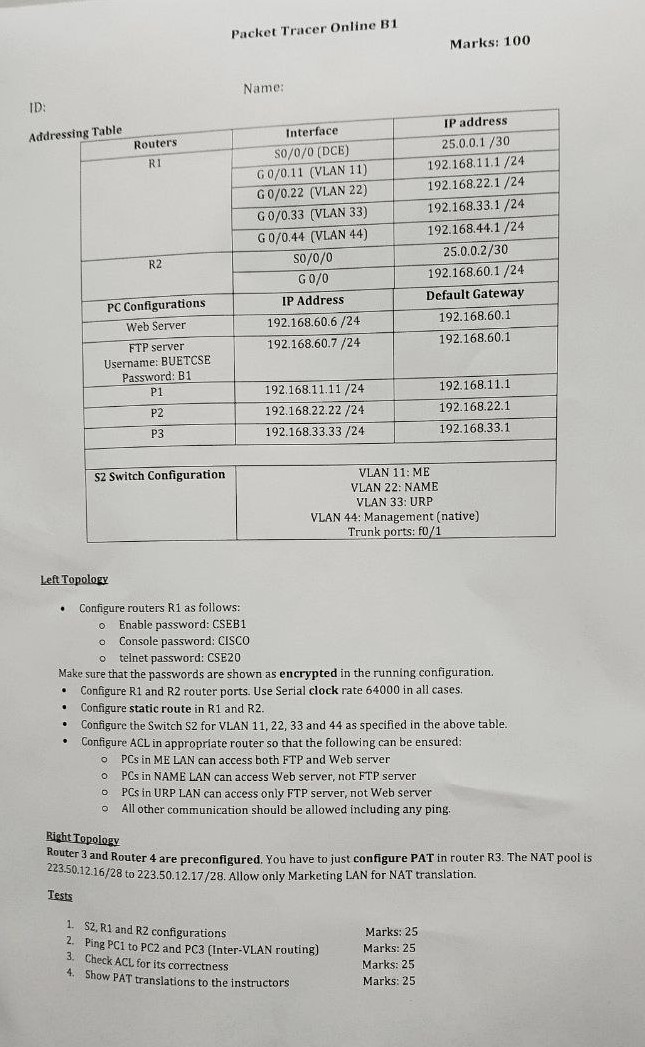 Packet Tracer Online B1
Marks: 100
Name:
ID:
Addressing Table
Routers Interface IP address
R1 S0/0/0 (DCE) 25.0.0.1 /30
G 0/0.11 (VLAN 11) 192.168.11.1 /24
G 0/0.22 (VLAN 22) 192.168.22.1 /24
G 0/0.33 (VLAN 33) 192.168.33.1 /24
G 0/0.44 (VLAN 44) 192.168.44.1 /24
R2 S0/0/0 25.0.0.2/30
G 0/0 192.168.60.1 /24
PC Configurations IP Address Default Gateway
Web Server 192.168.60.6 /24 192.168.60.1
FTP server 192.168.60.7 /24 192.168.60.1
Username: BUETCSE
Password: B1
P1 192.168.11.11 /24 192.168.11.1
P2 192.168.22.22 /24 192.168.22.1
P3 192.168.33.33 /24 192.168.33.1
S2 Switch Configuration VLAN 11: ME
VLAN 22: NAME
VLAN 33: URP
VLAN 44: Management (native)
Trunk ports: f0/1
Left Topology
• Configure routers R1 as follows:
o Enable password: CSEB1
o Console password: CISCO
o telnet password: CSE20
Make sure that the passwords are shown as encrypted in the running configuration.
• Configure R1 and R2 router ports. Use Serial clock rate 64000 in all cases.
• Configure static route in R1 and R2.
• Configure the Switch S2 for VLAN 11, 22, 33 and 44 as specified in the above table.
• Configure ACL in appropriate router so that the following can be ensured:
o PCs in ME LAN can access both FTP and Web server
o PCs in NAME LAN can access Web server, not FTP server
o PCs in URP LAN can access only FTP server, not Web server
o All other communication should be allowed including any ping.
Right Topology
Router 3 and Router 4 are preconfigured. You have to just configure PAT in router R3. The NAT pool is
223.50.12.16/28 to 223.50.12.17/28. Allow only Marketing LAN for NAT translation.
Tests
1. S2, R1 and R2 configurations Marks: 25
2. Ping PC1 to PC2 and PC3 (Inter-VLAN routing) Marks: 25
3. Check ACL for its correctness Marks: 25
4. Show PAT translations to the instructors Marks: 25